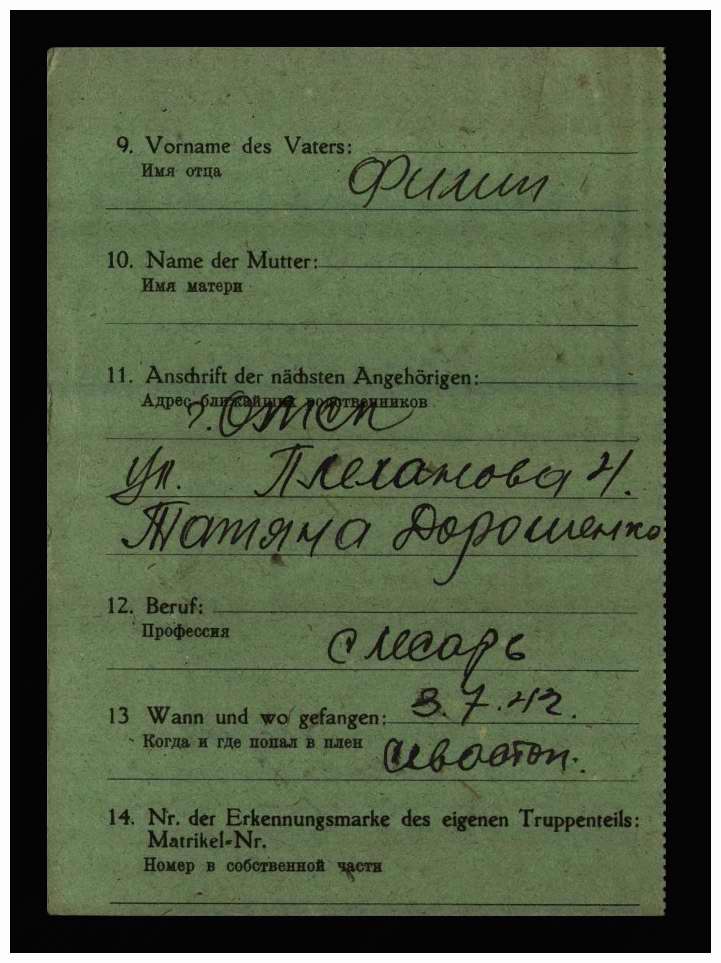 9. Vorname des Vaters:
Имя отца
Филип
10. Name der Mutter:
Имя матери
11. Anschrift der nächsten Angehörigen:
Адрес ближайших родственников
г. Омск
ул. Плеханова 4.
Татяна Дорошенко
12. Beruf:
Профессия
слесарь
13 Wann und wo gefangen: 3.7.42.
Когда и где попал в плен
Севастоп.
14. Nr. der Erkennungsmarke des eigenen Truppenteils:
Matrikel-Nr.
Номер в собственной части